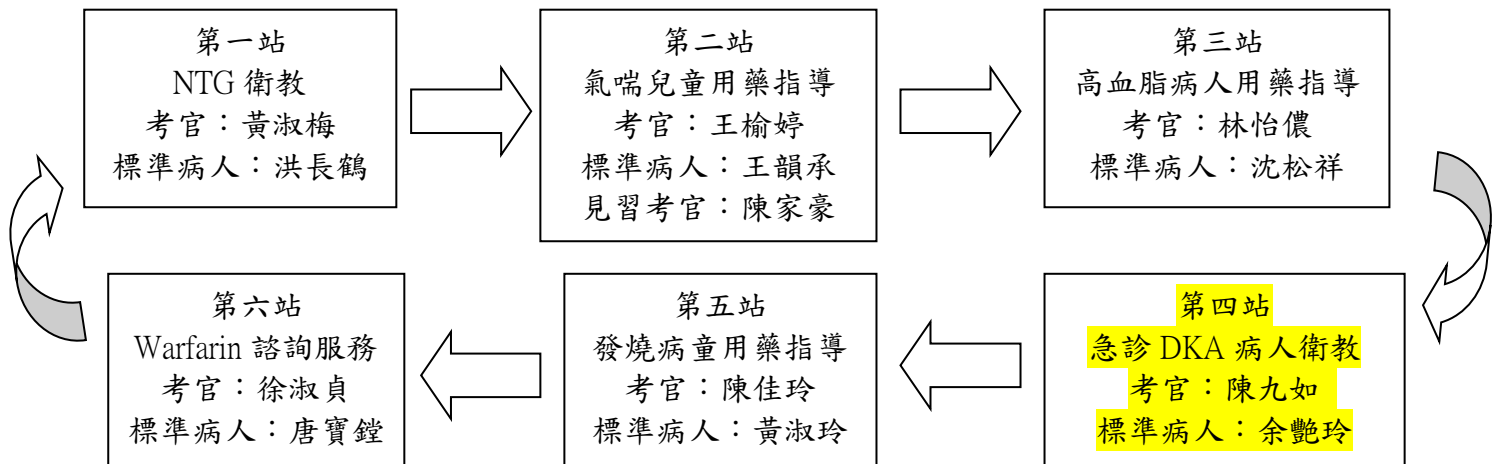 第一站
NTG 衛教
考官：黃淑梅
標準病人：洪長鶴
第二站
氣喘兒童用藥指導
考官：王榆婷
標準病人：王韻承
見習考官：陳家豪
第三站
高血脂病人用藥指導
考官：林怡儂
標準病人：沈松祥
第四站
急診 DKA 病人衛教
考官：陳九如
標準病人：余艷玲
第五站
發燒病童用藥指導
考官：陳佳玲
標準病人：黃淑玲
第六站
Warfarin 諮詢服務
考官：徐淑貞
標準病人：唐寶鏜